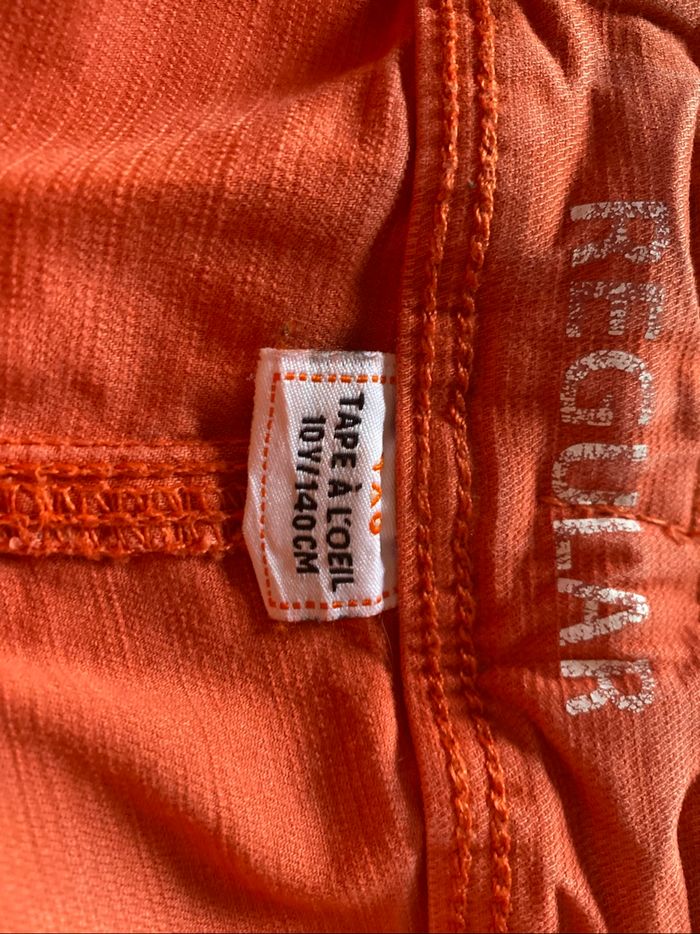 TAPE À L'OEIL
10Y/140CM
REGULAR